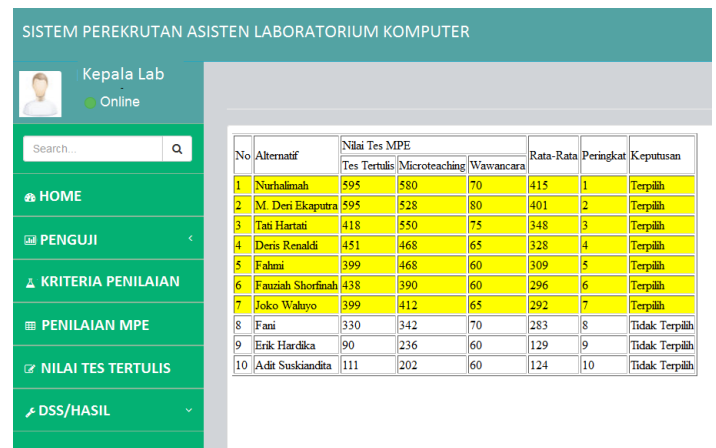 SISTEM PEREKRUTAN ASISTEN LABORATORIUM KOMPUTER
Kepala Lab
-
Online
Search...
HOME
PENGUJI
KRITERIA PENILAIAN
PENILAIAN MPE
NILAI TES TERTULIS
DSS/HASIL
No Alternatif Nilai Tes MPE Rata-Rata Peringkat Keputusan
Tes Tertulis Microteaching Wawancara
1 Nurhalimah 595 580 70 415 1 Terpilih
2 M. Deri Ekaputra 595 528 80 401 2 Terpilih
3 Tati Hartati 418 550 75 348 3 Terpilih
4 Deris Renaldi 451 468 65 328 4 Terpilih
5 Fahmi 399 468 60 309 5 Terpilih
6 Fauziah Shorfinah 438 390 60 296 6 Terpilih
7 Joko Waluyo 399 412 65 292 7 Terpilih
8 Fani 330 342 70 283 8 Tidak Terpilih
9 Erik Hardika 90 236 60 129 9 Tidak Terpilih
10 Adit Suskiandita 111 202 60 124 10 Tidak Terpilih